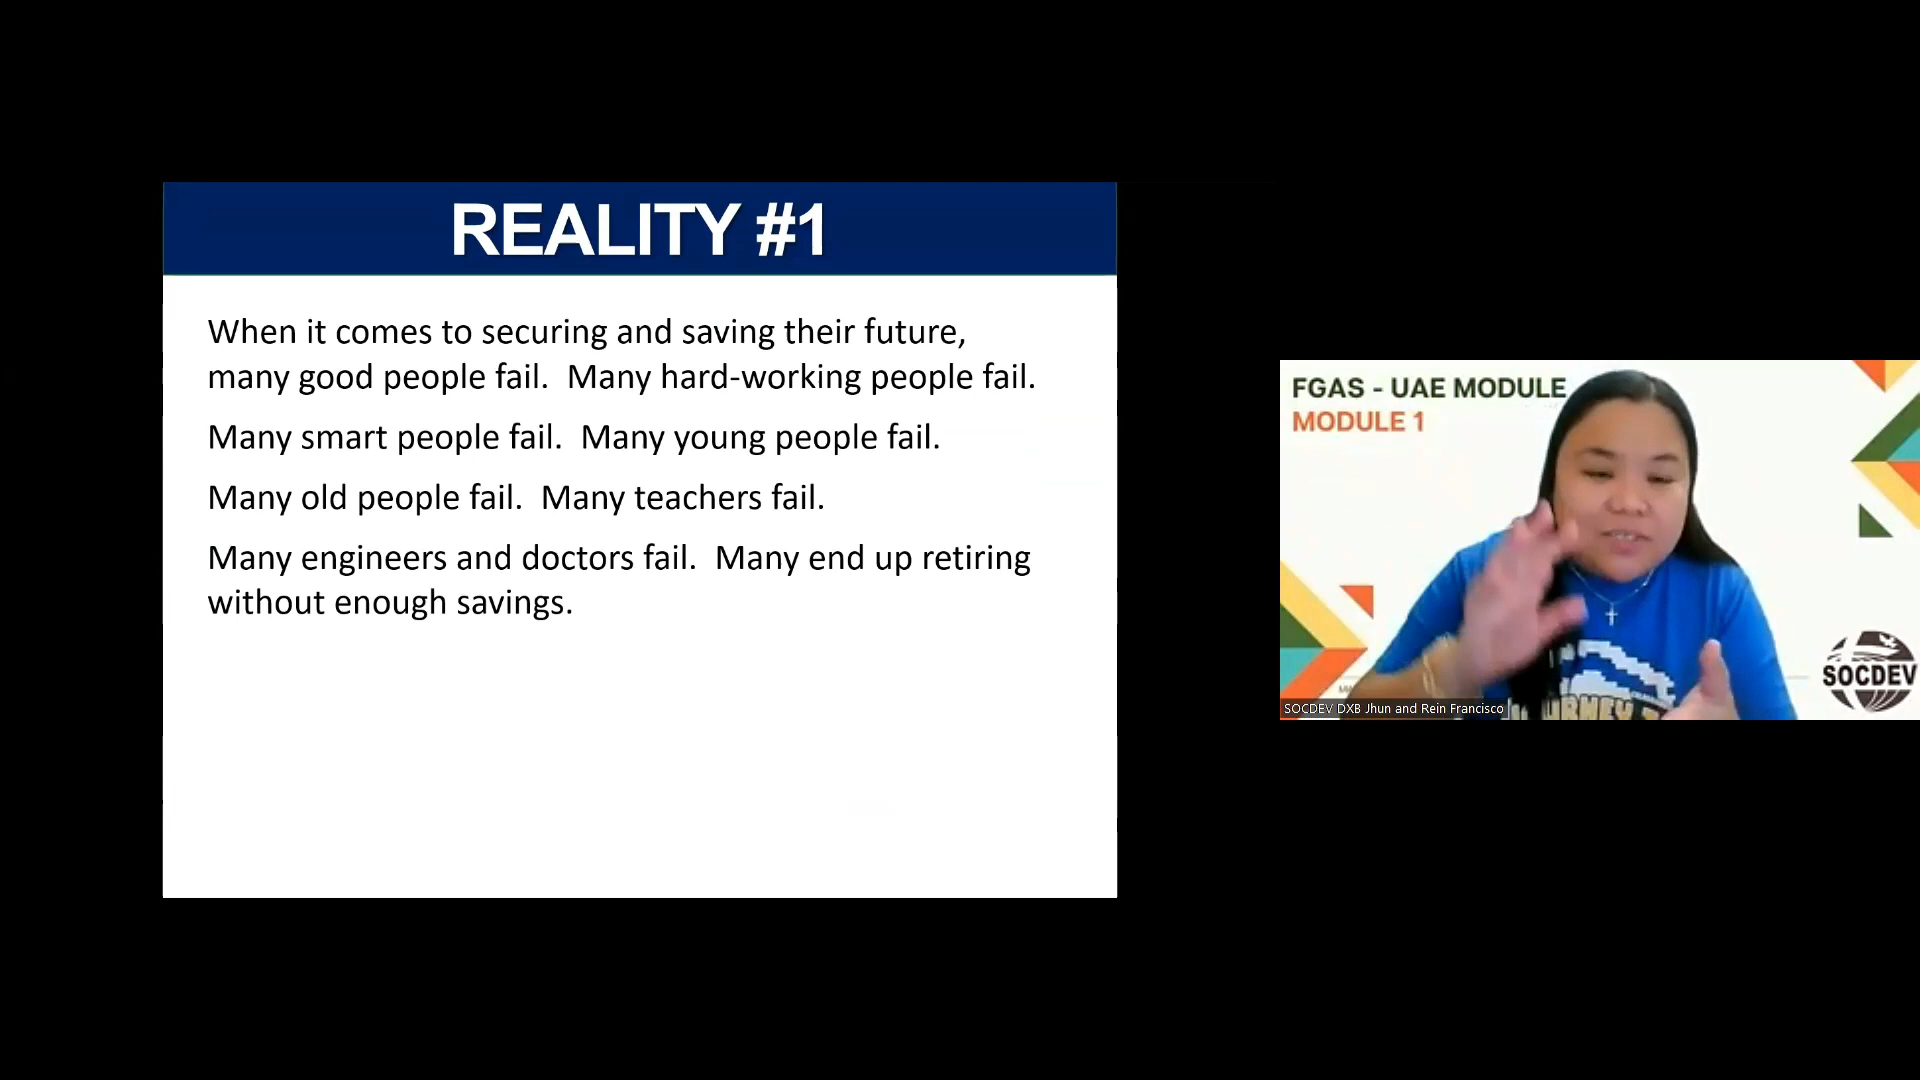 REALITY #1
When it comes to securing and saving their future,
many good people fail.  Many hard-working people fail.
Many smart people fail.  Many young people fail.
Many old people fail.  Many teachers fail.
Many engineers and doctors fail.  Many end up retiring
without enough savings.
FGAS - UAE MODULE
MODULE 1
SOCDEV
SOCDEV DXB Jhun and Rein Francisco